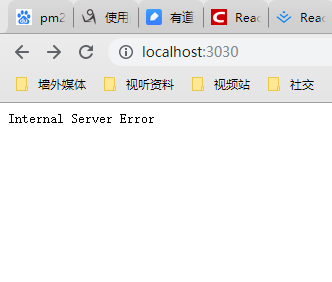 pm2
使用
有道
Reac
Reac
localhost:3030
墙外媒体 视听资料 视频站 社交
Internal Server Error